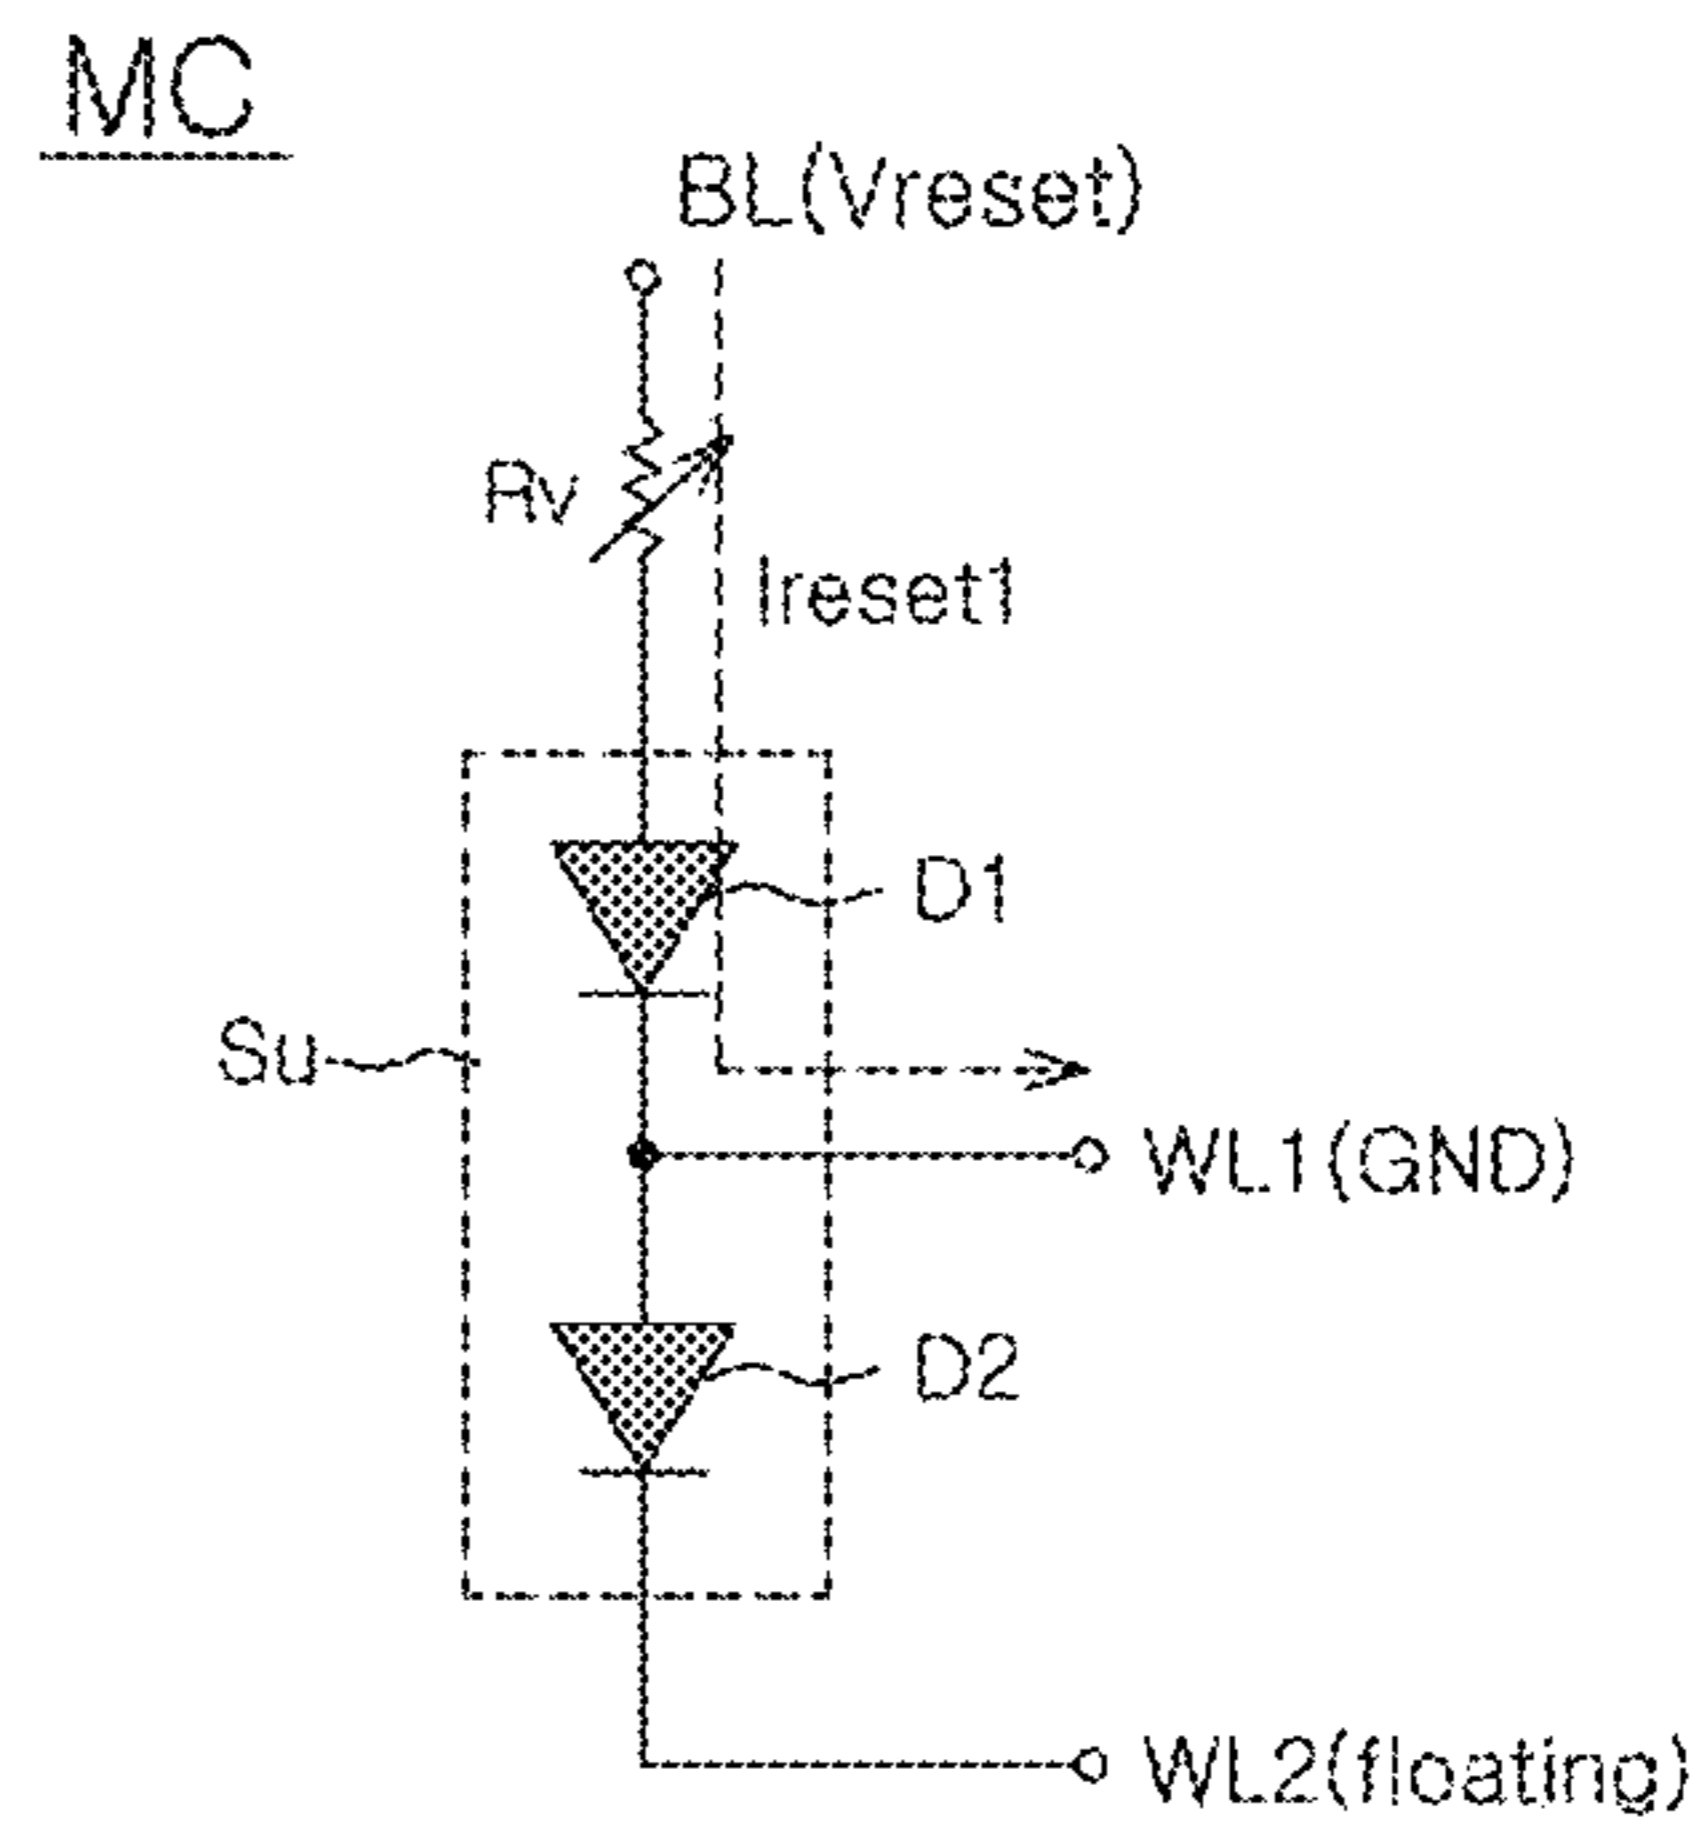 MC
BL(Vreset)
Rv
Ireset1
D1
Su
WL1(GND)
D2
WL2(floating)